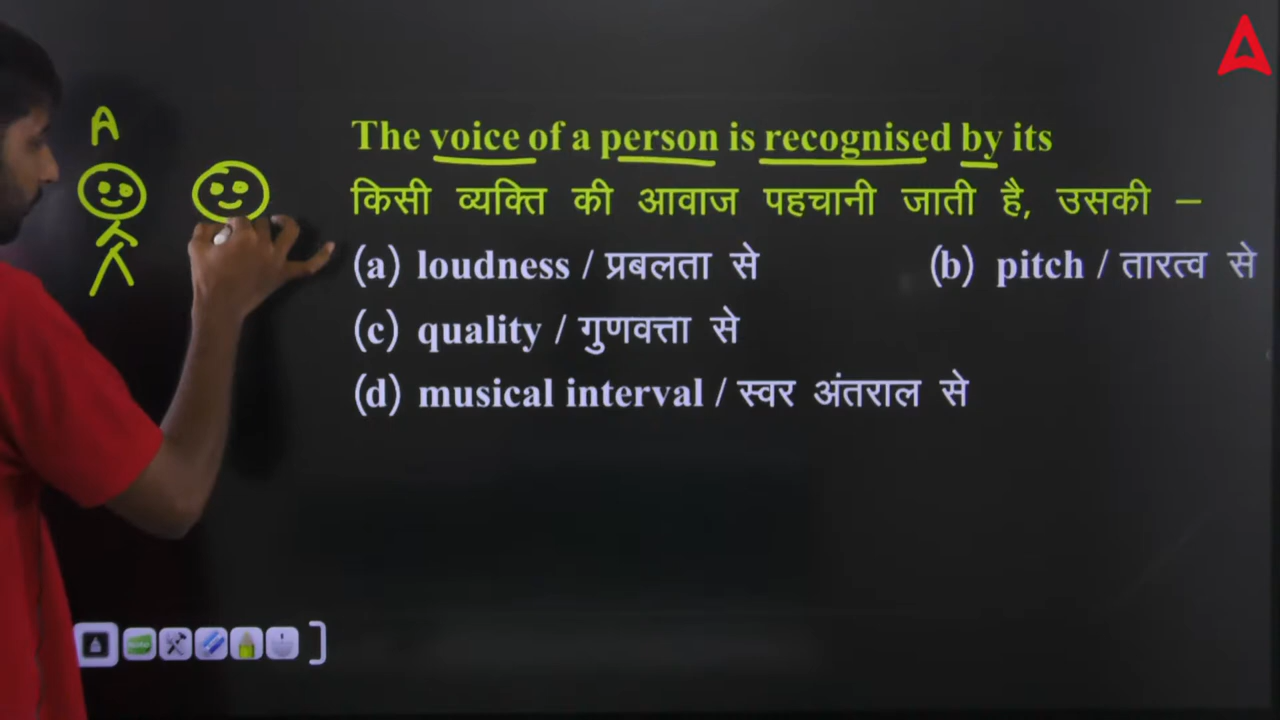 A
The voice of a person is recognised by its
किसी व्यक्ति की आवाज पहचानी जाती है, उसकी –
(a) loudness / प्रबलता से (b) pitch / तारत्व से
(c) quality / गुणवत्ता से
(d) musical interval / स्वर अंतराल से